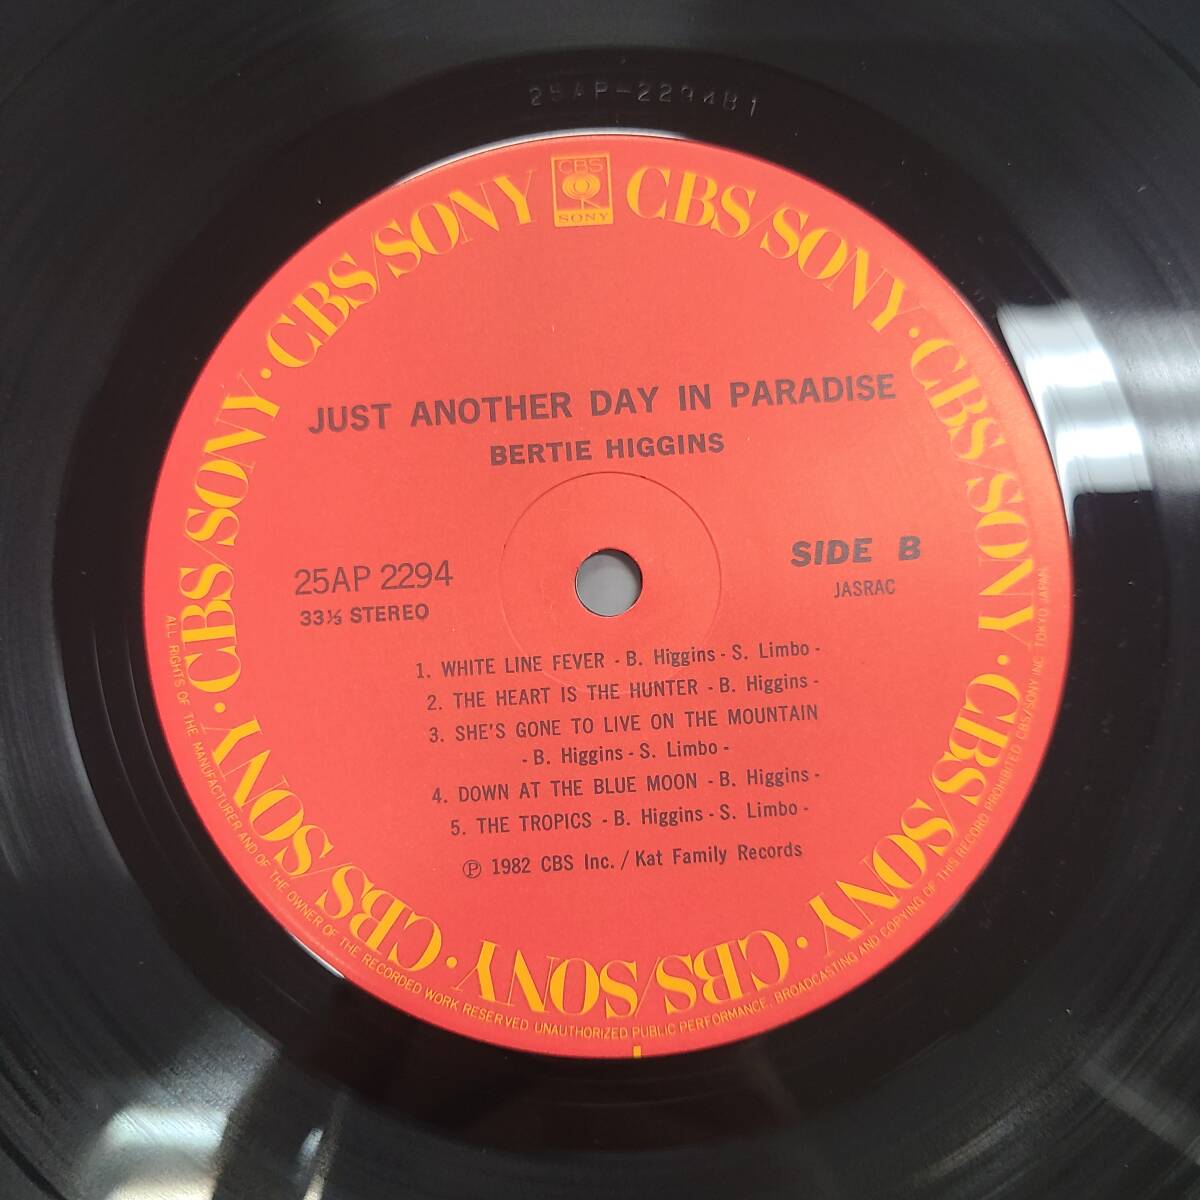 25AP-2294B1
CBS
SONY
CBS/SONY · CBS/SONY · CBS/SONY · CBS/SONY · CBS/SONY · CBS/SONY · CBS/SONY · CBS/SONY
JUST ANOTHER DAY IN PARADISE
BERTIE HIGGINS
25AP 2294
33⅓ STEREO
SIDE B
JASRAC
1. WHITE LINE FEVER - B. Higgins - S. Limbo -
2. THE HEART IS THE HUNTER - B. Higgins -
3. SHE'S GONE TO LIVE ON THE MOUNTAIN
- B. Higgins - S. Limbo -
4. DOWN AT THE BLUE MOON - B. Higgins -
5. THE TROPICS - B. Higgins - S. Limbo -
Ⓟ 1982 CBS Inc. / Kat Family Records
ALL RIGHTS OF THE MANUFACTURER AND OF THE OWNER OF THE RECORDED WORK RESERVED UNAUTHORIZED PUBLIC PERFORMANCE. BROADCASTING AND COPYING OF THIS RECORD PROHIBITED CBS/SONY INC. TOKYO JAPAN